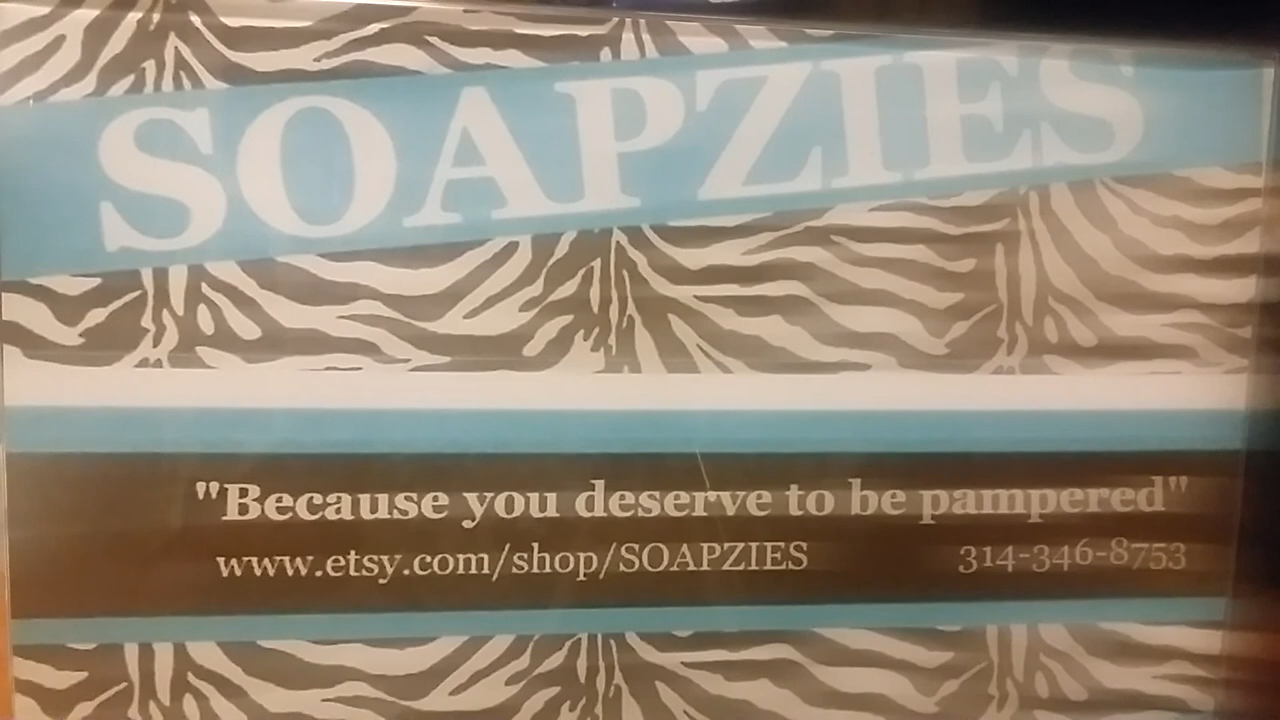 SOAPZIES
"Because you deserve to be pampered"
www.etsy.com/shop/SOAPZIES 314-346-8753